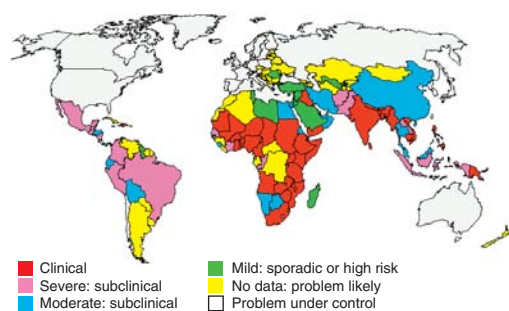 Clinical
Severe: subclinical
Moderate: subclinical
Mild: sporadic or high risk
No data: problem likely
Problem under control